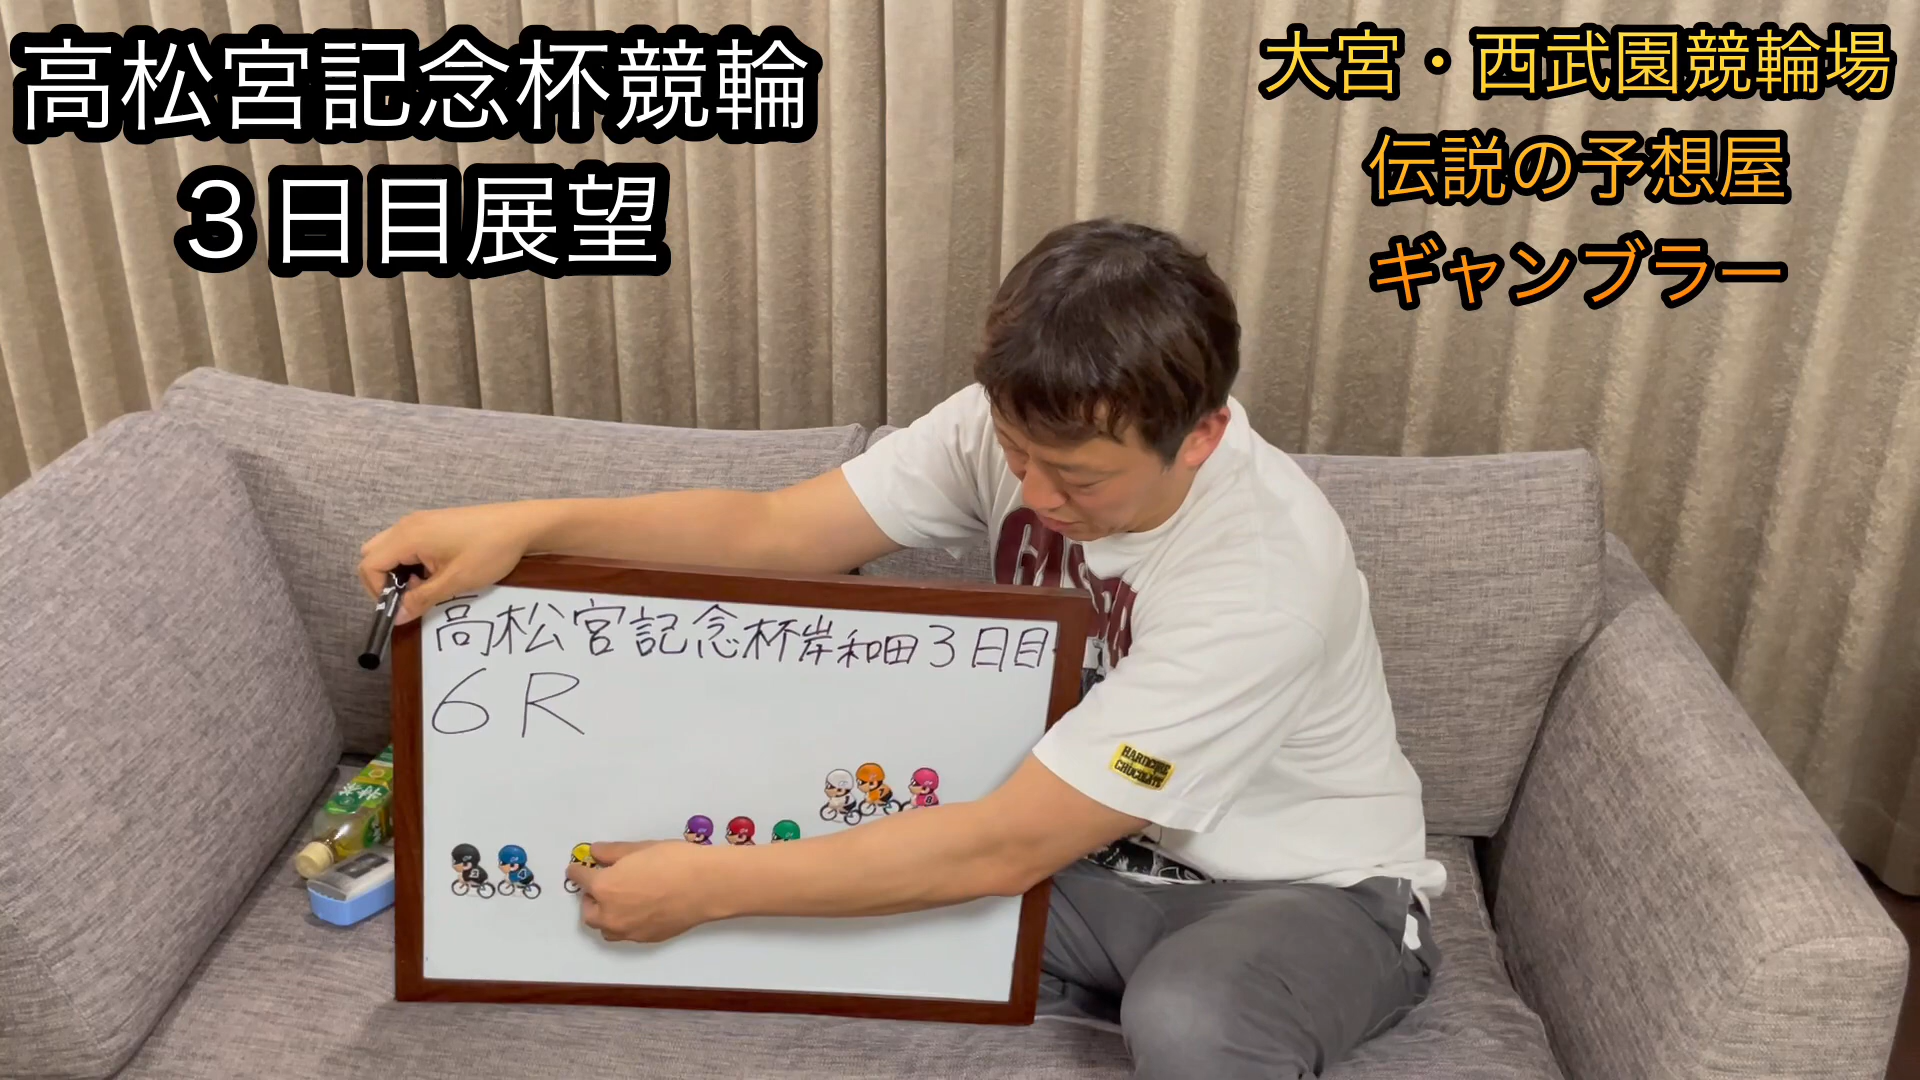 高松宮記念杯競輪
３日目展望
大宮・西武園競輪場
伝説の予想屋
ギャンブラー
高松宮記念杯岸和田3日目
6R
HARDCORE
CHOCOLATE